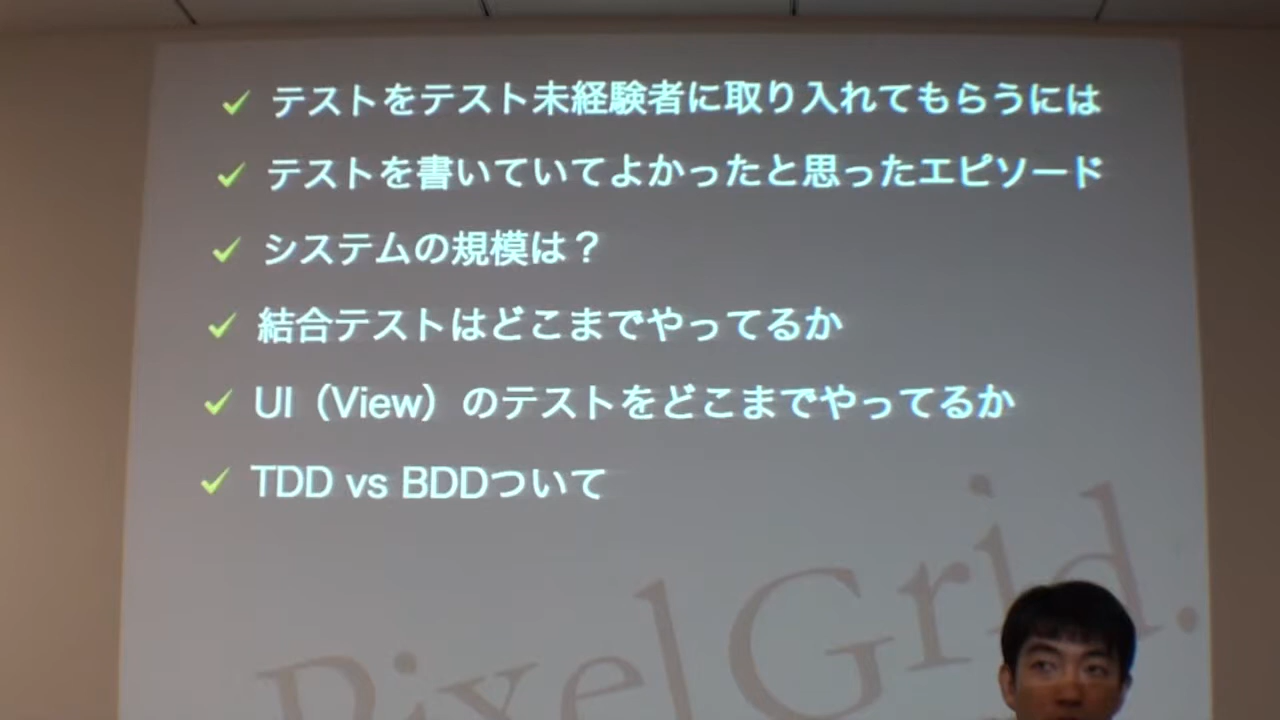 テストをテスト未経験者に取り入れてもらうには
テストを書いていてよかったと思ったエピソード
システムの規模は？
結合テストはどこまでやってるか
UI（View）のテストをどこまでやってるか
TDD vs BDDついて
PixelGrid.